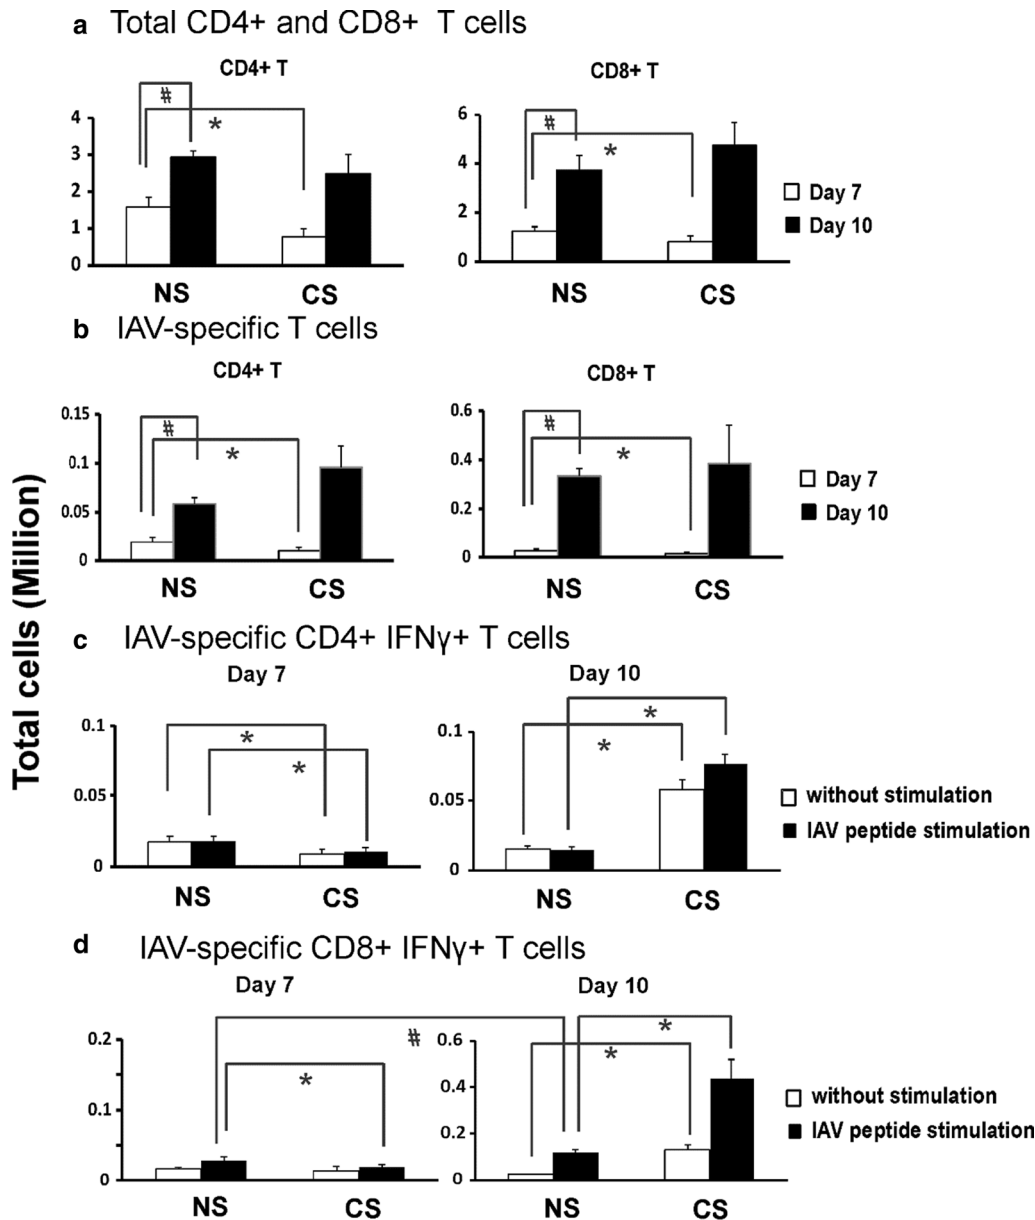 a Total CD4+ and CD8+ T cells
CD4+ T
CD8+ T
#
*
4
3
2
1
0
NS
CS
#
*
6
4
2
0
NS
CS
Day 7
Day 10
b IAV-specific T cells
CD4+ T
CD8+ T
#
*
0.15
0.1
0.05
0
NS
CS
#
*
0.6
0.4
0.2
0
NS
CS
Day 7
Day 10
Total cells (Million)
c IAV-specific CD4+ IFNγ+ T cells
Day 7
Day 10
*
*
0.1
0.05
0
NS
CS
*
*
0.1
0.05
0
NS
CS
without stimulation
IAV peptide stimulation
d IAV-specific CD8+ IFNγ+ T cells
Day 7
Day 10
#
*
0.2
0.1
0
NS
CS
*
*
0.6
0.4
0.2
0
NS
CS
without stimulation
IAV peptide stimulation